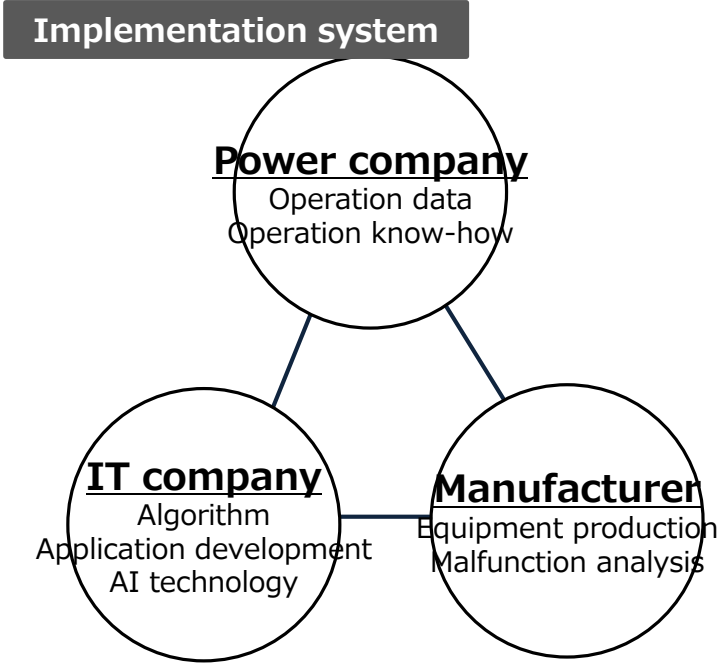 Implementation system
Power company
Operation data
Operation know-how
IT company
Algorithm
Application development
AI technology
Manufacturer
Equipment production
Malfunction analysis